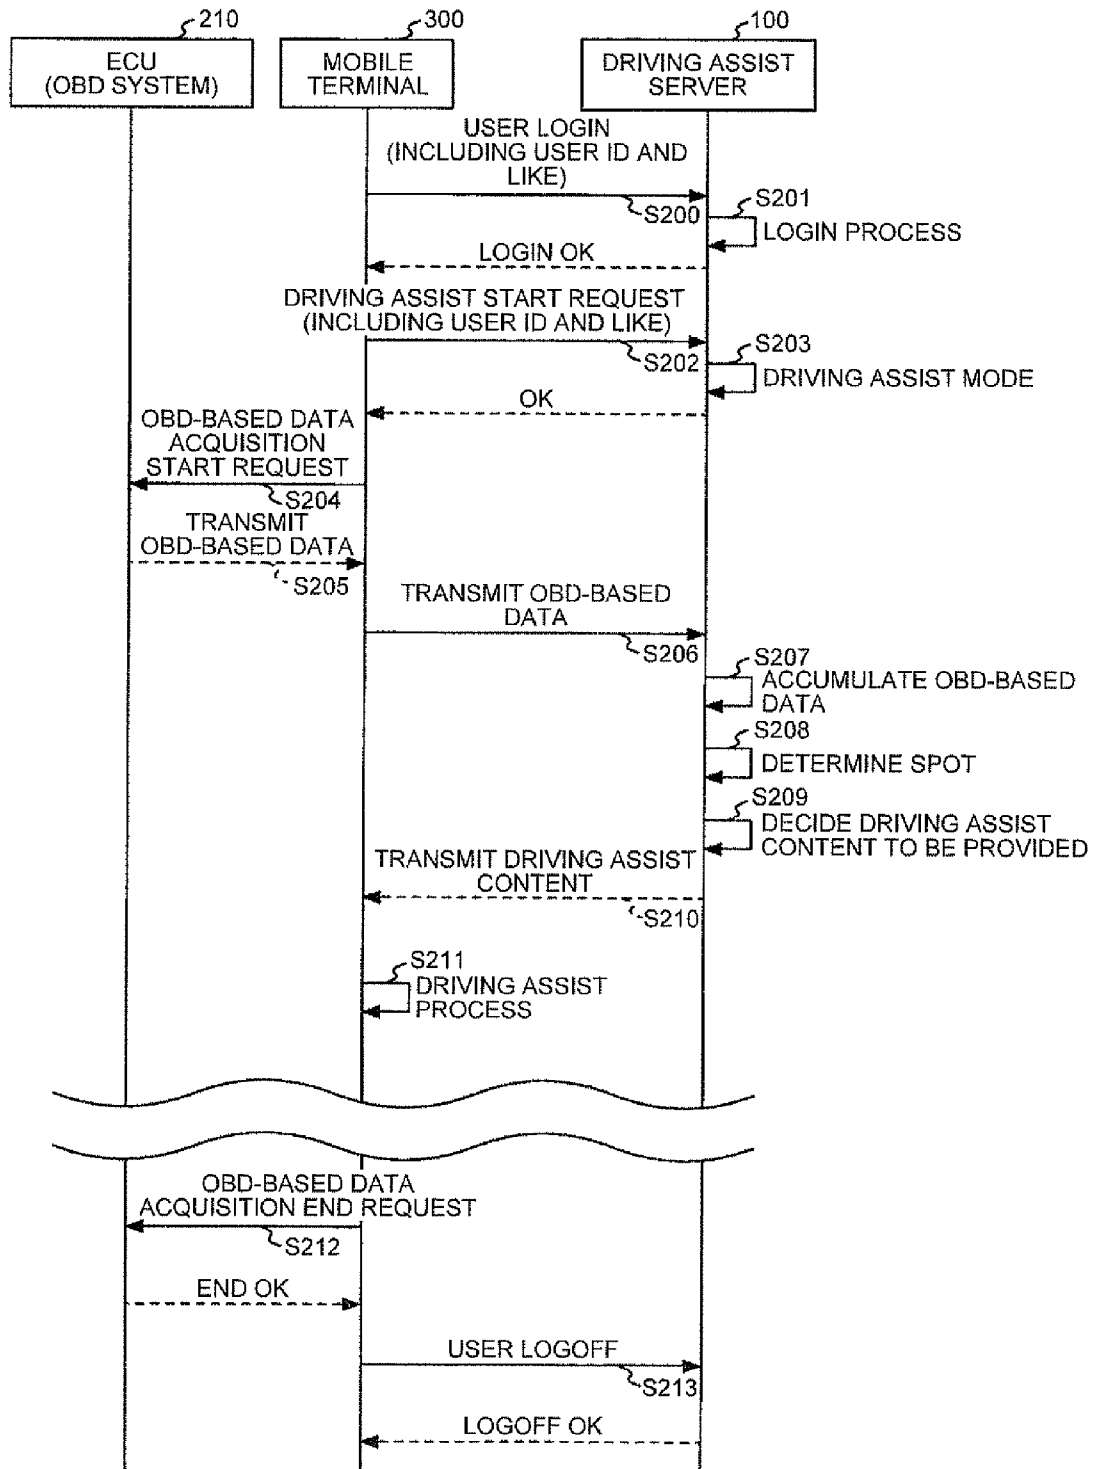 210
300
100
ECU
(OBD SYSTEM)
MOBILE
TERMINAL
DRIVING ASSIST
SERVER
USER LOGIN
(INCLUDING USER ID AND
LIKE)
S200
S201
LOGIN PROCESS
LOGIN OK
DRIVING ASSIST START REQUEST
(INCLUDING USER ID AND LIKE)
S202
S203
DRIVING ASSIST MODE
OK
OBD-BASED DATA
ACQUISITION
START REQUEST
S204
TRANSMIT
OBD-BASED DATA
S205
TRANSMIT OBD-BASED
DATA
S206
S207
ACCUMULATE OBD-BASED
DATA
S208
DETERMINE SPOT
S209
DECIDE DRIVING ASSIST
CONTENT TO BE PROVIDED
TRANSMIT DRIVING ASSIST
CONTENT
S210
S211
DRIVING ASSIST
PROCESS
OBD-BASED DATA
ACQUISITION END REQUEST
S212
END OK
USER LOGOFF
S213
LOGOFF OK